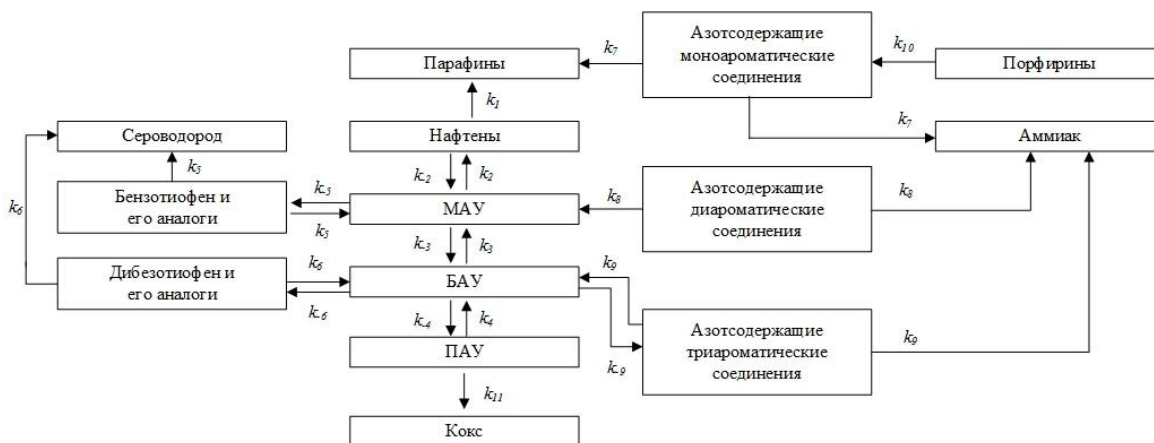 Азотсодержащие
моноароматические
соединения
k7
k10
Парафины
Порфирины
k1
Сероводород
Нафтены
k7
Аммиак
k5
k-2
k2
Бензотиофен и
его аналоги
k-5
МАУ
k8
Азотсодержащие
диароматические
соединения
k8
k6
k5
k-3
k3
Дибезотиофен и
его аналоги
k6
БАУ
k9
k-6
k-4
k4
Азотсодержащие
триароматические
соединения
k9
ПАУ
k-9
k11
Кокс